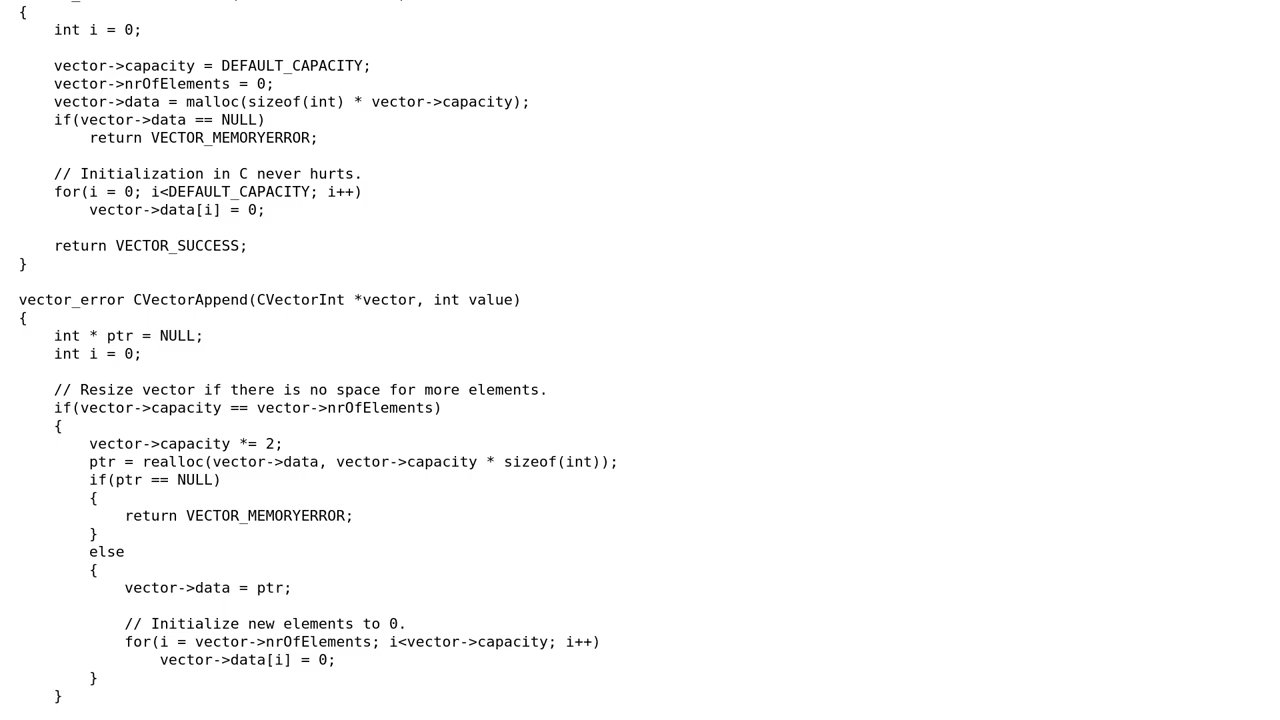 {
    int i = 0;

    vector->capacity = DEFAULT_CAPACITY;
    vector->nrOfElements = 0;
    vector->data = malloc(sizeof(int) * vector->capacity);
    if(vector->data == NULL)
        return VECTOR_MEMORYERROR;

    // Initialization in C never hurts.
    for(i = 0; i<DEFAULT_CAPACITY; i++)
        vector->data[i] = 0;

    return VECTOR_SUCCESS;
}

vector_error CVectorAppend(CVectorInt *vector, int value)
{
    int * ptr = NULL;
    int i = 0;

    // Resize vector if there is no space for more elements.
    if(vector->capacity == vector->nrOfElements)
    {
        vector->capacity *= 2;
        ptr = realloc(vector->data, vector->capacity * sizeof(int));
        if(ptr == NULL)
        {
            return VECTOR_MEMORYERROR;
        }
        else
        {
            vector->data = ptr;

            // Initialize new elements to 0.
            for(i = vector->nrOfElements; i<vector->capacity; i++)
                vector->data[i] = 0;
        }
    }